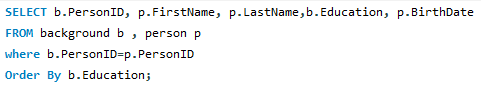 SELECT b.PersonID, p.FirstName, p.LastName,b.Education, p.BirthDate
FROM background b , person p
where b.PersonID=p.PersonID
Order By b.Education;